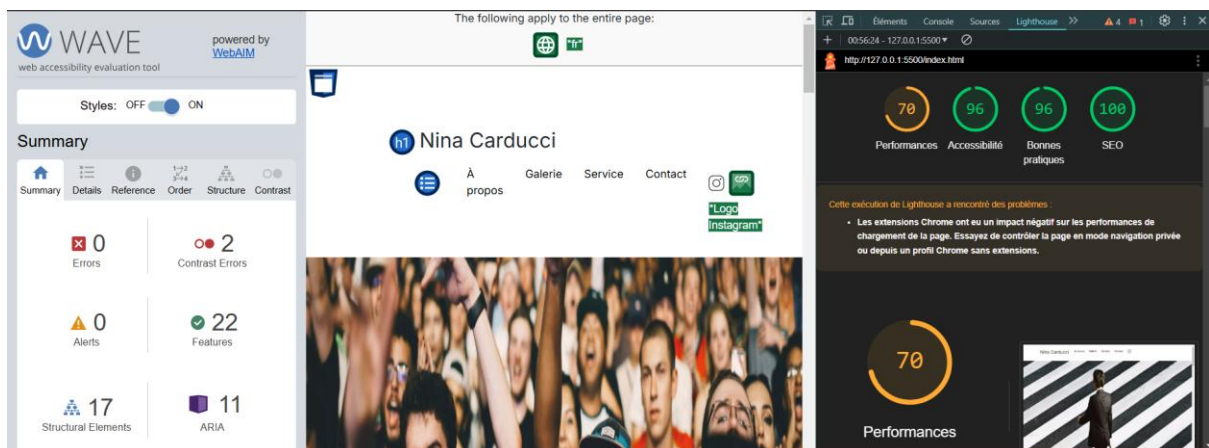 WAVE
web accessibility evaluation tool
powered by
WebAIM
Styles: OFF ON
Summary
Summary Details Reference Order Structure Contrast
0
Errors
2
Contrast Errors
0
Alerts
22
Features
17
Structural Elements
11
ARIA
The following apply to the entire page:
*"fr"*
h1 Nina Carducci
À propos
Galerie
Service
Contact
*"Logo
Instagram"*
Éléments Console Sources Lighthouse 4 1
00:56:24 - 127.0.0.1:5500
http://127.0.0.1:5500/index.html
70 96 96 100
Performances Accessibilité Bonnes pratiques SEO
Cette exécution de Lighthouse a rencontré des problèmes :
• Les extensions Chrome ont eu un impact négatif sur les performances de
chargement de la page. Essayez de contrôler la page en mode navigation privée
ou depuis un profil Chrome sans extensions.
70
Performances
Nina Carducci